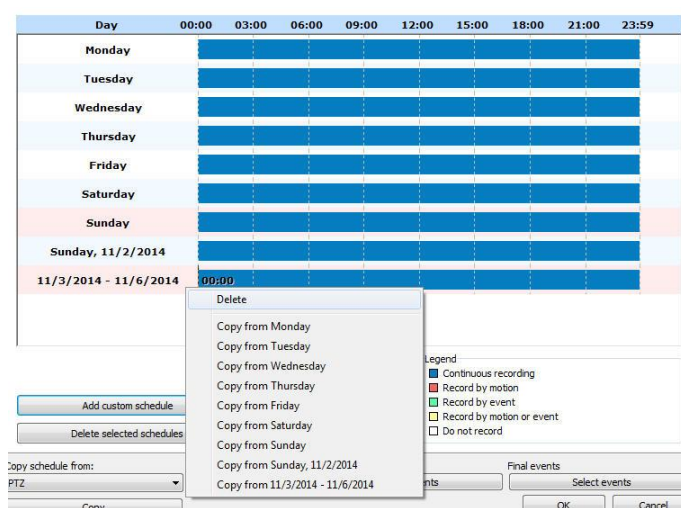 Day 00:00 03:00 06:00 09:00 12:00 15:00 18:00 21:00 23:59
Monday
Tuesday
Wednesday
Thursday
Friday
Saturday
Sunday
Sunday, 11/2/2014
11/3/2014 - 11/6/2014 00:00
Delete
Copy from Monday
Copy from Tuesday
Copy from Wednesday
Copy from Thursday
Copy from Friday
Copy from Saturday
Copy from Sunday
Copy from Sunday, 11/2/2014
Copy from 11/3/2014 - 11/6/2014
Legend
Continuous recording
Record by motion
Record by event
Record by motion or event
Do not record
Add custom schedule
Delete selected schedules
Copy schedule from:
PTZ
Copy
Final events
Select events
OK Cancel